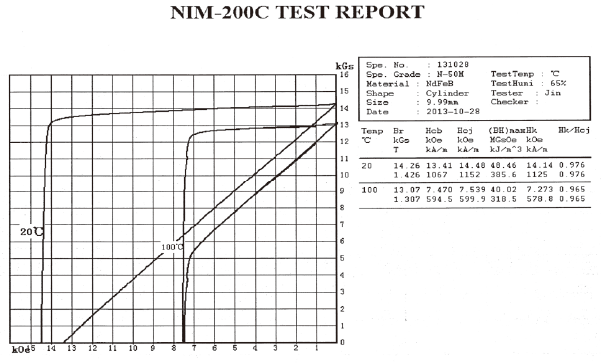 NIM-200C TEST REPORT
Spe. No. : 131028
Spe. Grade : N-50M TestTemp : ℃
Material : NdFeB TestHumi : 65%
Shape : Cylinder Tester : Jin
Size : 9.99mm Checker :
Date : 2013-10-28
Temp Br Hcb Hcj (BH)maxHk Hk/Hcj
℃ kGs kOe kOe MGsOe kOe
T kA/m kA/m kJ/m^3 kA/m
20 14.26 13.41 14.48 48.46 14.14 0.976
1.426 1067 1152 385.6 1125 0.976
100 13.07 7.470 7.539 40.02 7.273 0.965
1.307 594.5 599.9 318.5 578.8 0.965
kGs
16
15
14
13
12
11
10
9
8
7
6
5
4
3
2
1
0
20℃
100℃
kOe15 14 13 12 11 10 9 8 7 6 5 4 3 2 1